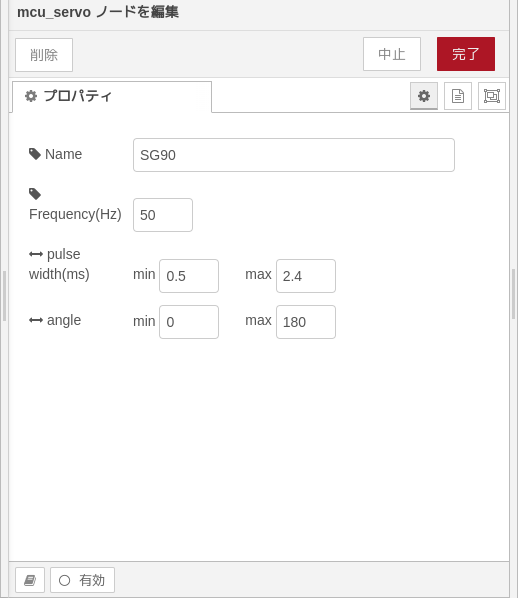 mcu_servo ノードを編集
削除 中止 完了
プロパティ
Name SG90
Frequency(Hz) 50
pulse width(ms) min 0.5 max 2.4
angle min 0 max 180
有効